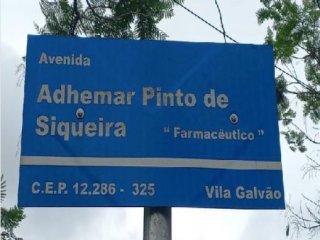 Avenida
Adhemar Pinto de
Siqueira " Farmacêutico "
C.E.P. 12.286 - 325 Vila Galvão